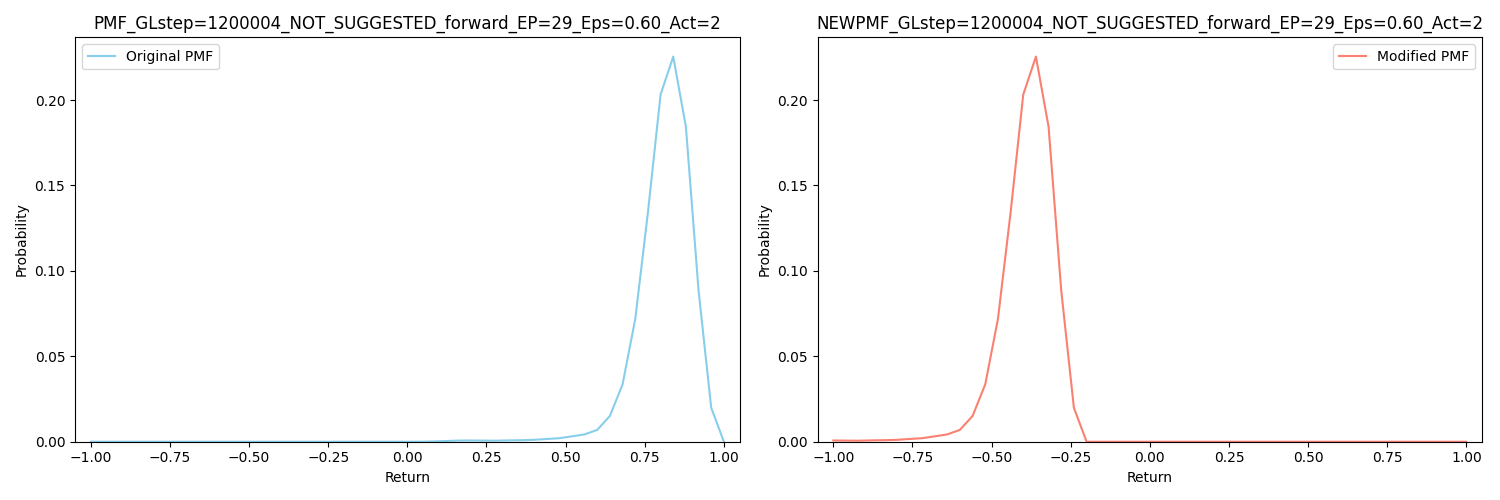 PMF_GLstep=1200004_NOT_SUGGESTED_forward_EP=29_Eps=0.60_Act=2
Original PMF
Probability
0.20
0.15
0.10
0.05
0.00
−1.00 −0.75 −0.50 −0.25 0.00 0.25 0.50 0.75 1.00
Return
NEWPMF_GLstep=1200004_NOT_SUGGESTED_forward_EP=29_Eps=0.60_Act=2
Modified PMF
Probability
0.20
0.15
0.10
0.05
0.00
−1.00 −0.75 −0.50 −0.25 0.00 0.25 0.50 0.75 1.00
Return